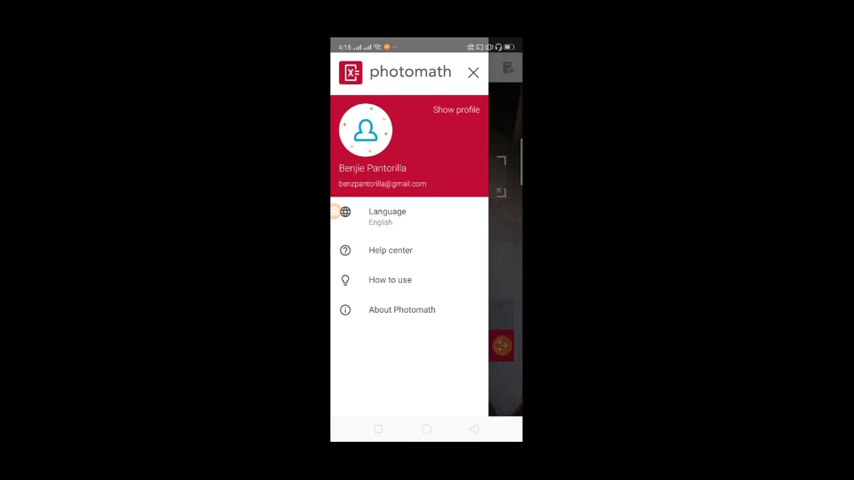 4:18
photomath
Show profile
Benjie Pantorilla
benzpantorilla@gmail.com
Language
English
Help center
How to use
About Photomath